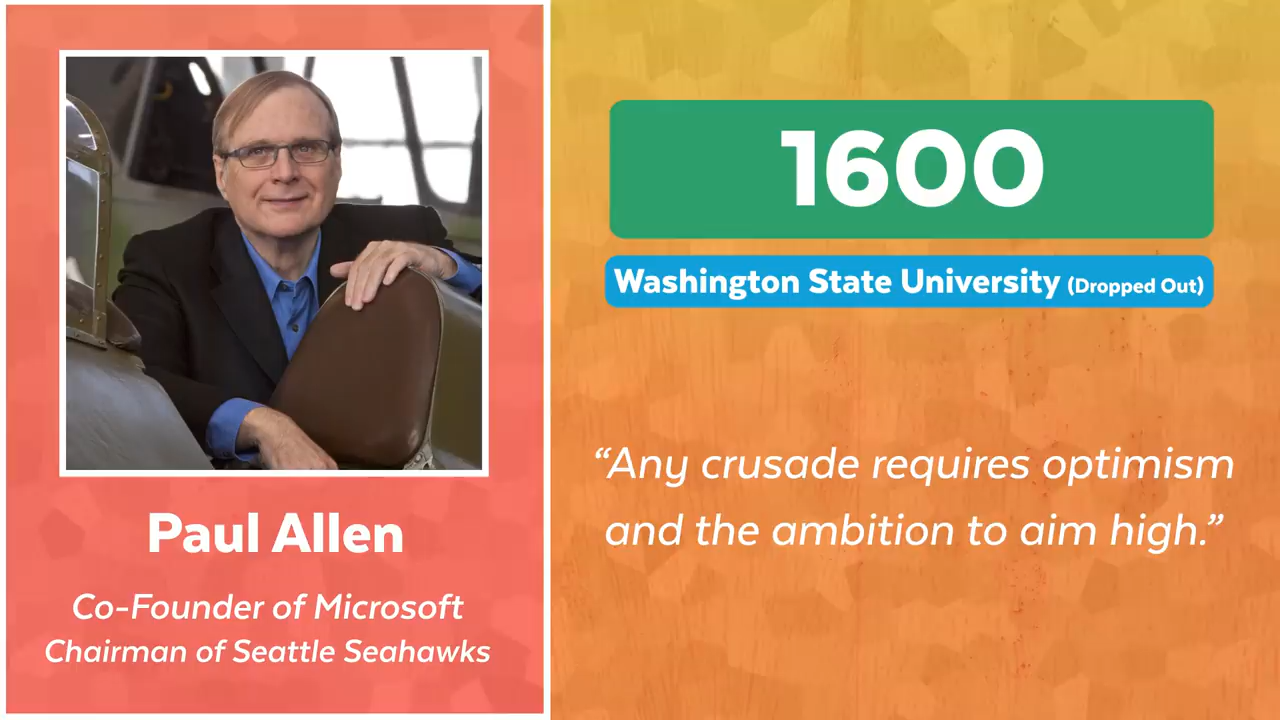 Paul Allen
Co-Founder of Microsoft
Chairman of Seattle Seahawks
1600
Washington State University (Dropped Out)
“Any crusade requires optimism
and the ambition to aim high.”